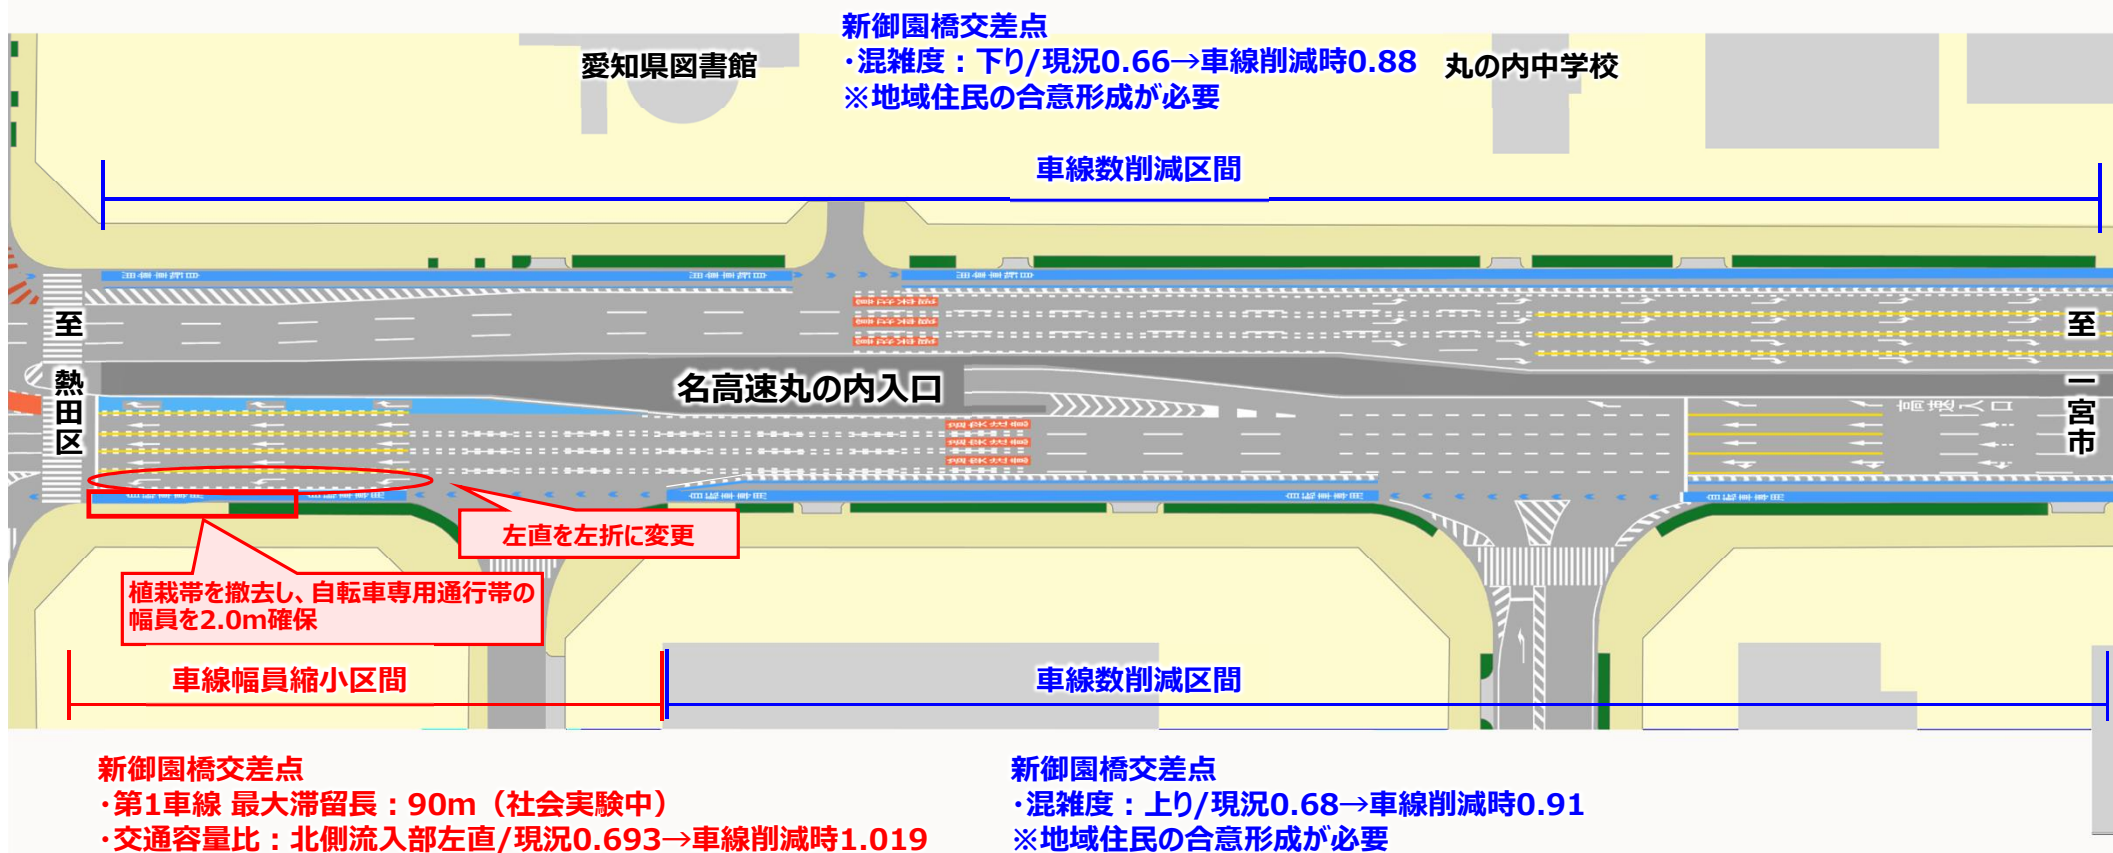 新御園橋交差点
・混雑度：下り/現況0.66→車線削減時0.88
※地域住民の合意形成が必要
愛知県図書館
丸の内中学校
車線数削減区間
至 熱田区
至 一宮市
名高速丸の内入口
高速入口
左直を左折に変更
植栽帯を撤去し、自転車専用通行帯の
幅員を2.0m確保
車線幅員縮小区間
車線数削減区間
新御園橋交差点
・第1車線 最大滞留長：90m（社会実験中）
・交通容量比：北側流入部左直/現況0.693→車線削減時1.019
新御園橋交差点
・混雑度：上り/現況0.68→車線削減時0.91
※地域住民の合意形成が必要